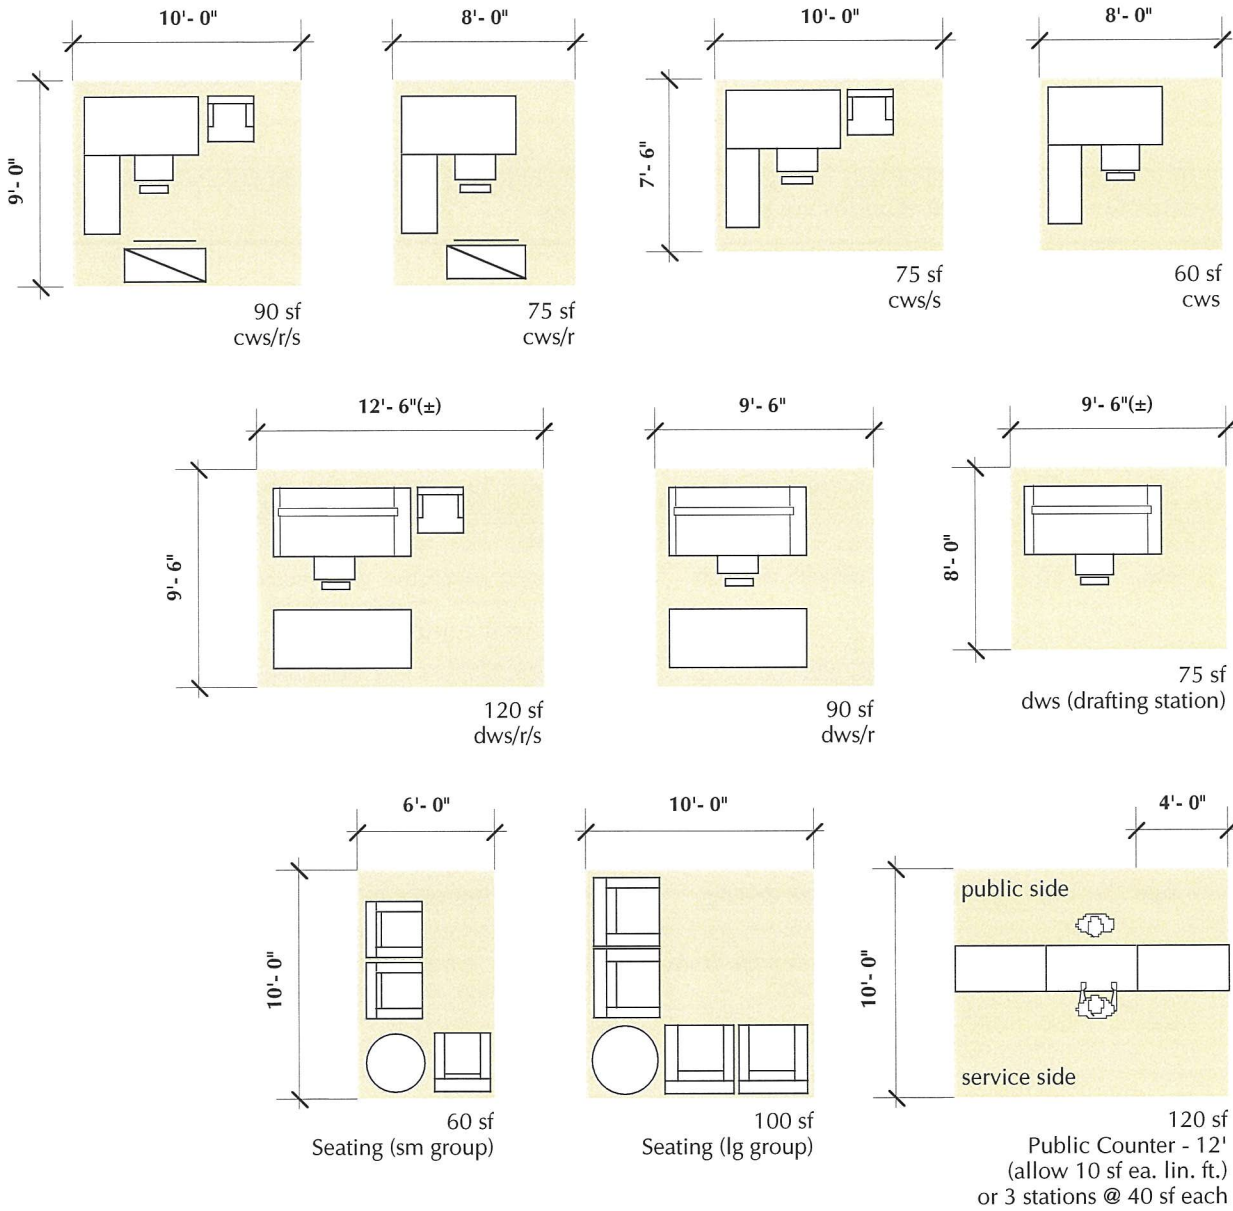 10'- 0"
8'- 0"
10'- 0"
8'- 0"
9'- 0"
7'- 6"
90 sf
cws/r/s
75 sf
cws/r
75 sf
cws/s
60 sf
cws
12'- 6"(±)
9'- 6"
9'- 6"(±)
9'- 6"
8'- 0"
120 sf
dws/r/s
90 sf
dws/r
75 sf
dws (drafting station)
6'- 0"
10'- 0"
4'- 0"
10'- 0"
10'- 0"
public side
service side
60 sf
Seating (sm group)
100 sf
Seating (lg group)
120 sf
Public Counter - 12'
(allow 10 sf ea. lin. ft.)
or 3 stations @ 40 sf each